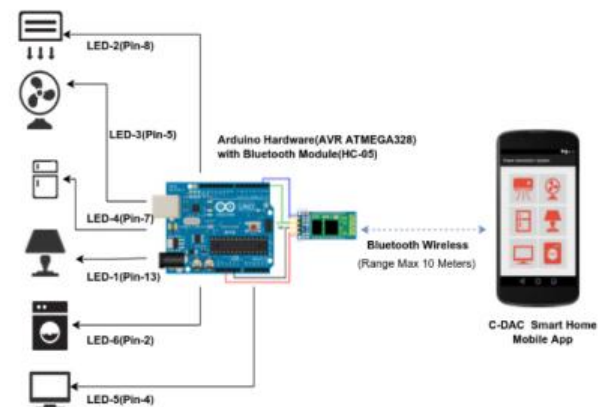 LED-2(Pin-8)
LED-3(Pin-5)
Arduino Hardware(AVR ATMEGA328)
with Bluetooth Module(HC-05)
LED-4(Pin-7)
UNO
Bluetooth Wireless
(Range Max 10 Meters)
LED-1(Pin-13)
C-DAC Smart Home
Mobile App
LED-6(Pin-2)
LED-5(Pin-4)